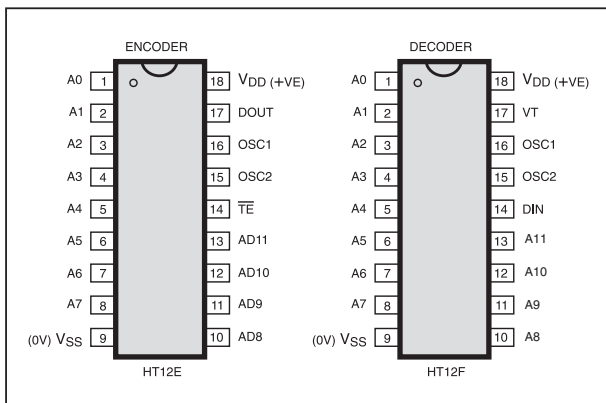 ENCODER
A0 1 18 VDD (+VE)
A1 2 17 DOUT
A2 3 16 OSC1
A3 4 15 OSC2
A4 5 14 T̅E̅
A5 6 13 AD11
A6 7 12 AD10
A7 8 11 AD9
(0V) VSS 9 10 AD8
HT12E
DECODER
A0 1 18 VDD (+VE)
A1 2 17 VT
A2 3 16 OSC1
A3 4 15 OSC2
A4 5 14 DIN
A5 6 13 A11
A6 7 12 A10
A7 8 11 A9
(0V) VSS 9 10 A8
HT12F